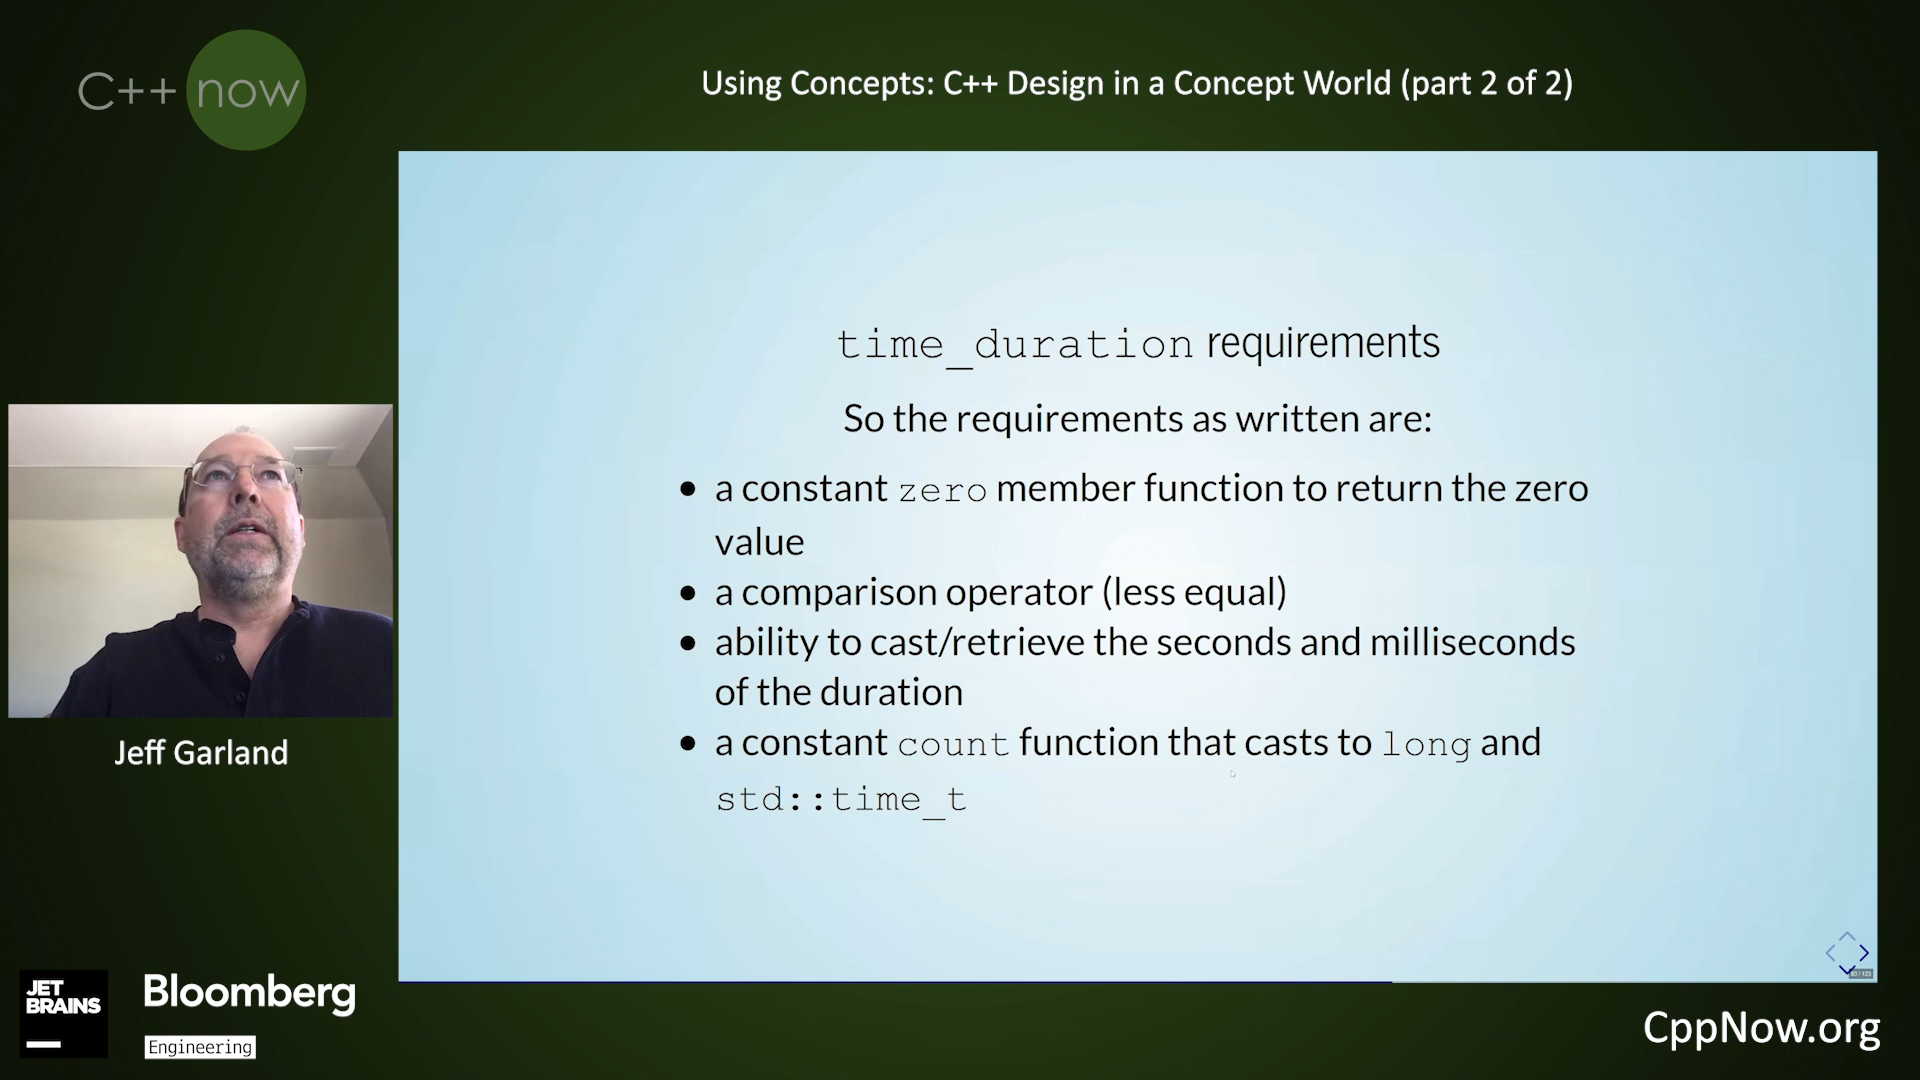 C++ now
Using Concepts: C++ Design in a Concept World (part 2 of 2)
time_duration requirements
So the requirements as written are:
• a constant zero member function to return the zero
value
• a comparison operator (less equal)
• ability to cast/retrieve the seconds and milliseconds
of the duration
• a constant count function that casts to long and
std::time_t
Jeff Garland
JET
BRAINS
Bloomberg
Engineering
CppNow.org